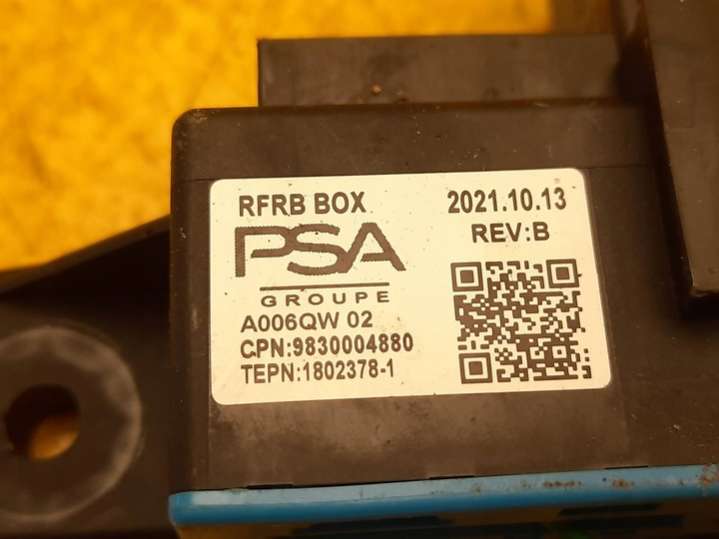 RFRB BOX
2021.10.13
REV:B
PSA
GROUPE
A006QW 02
CPN:9830004880
TEPN:1802378-1